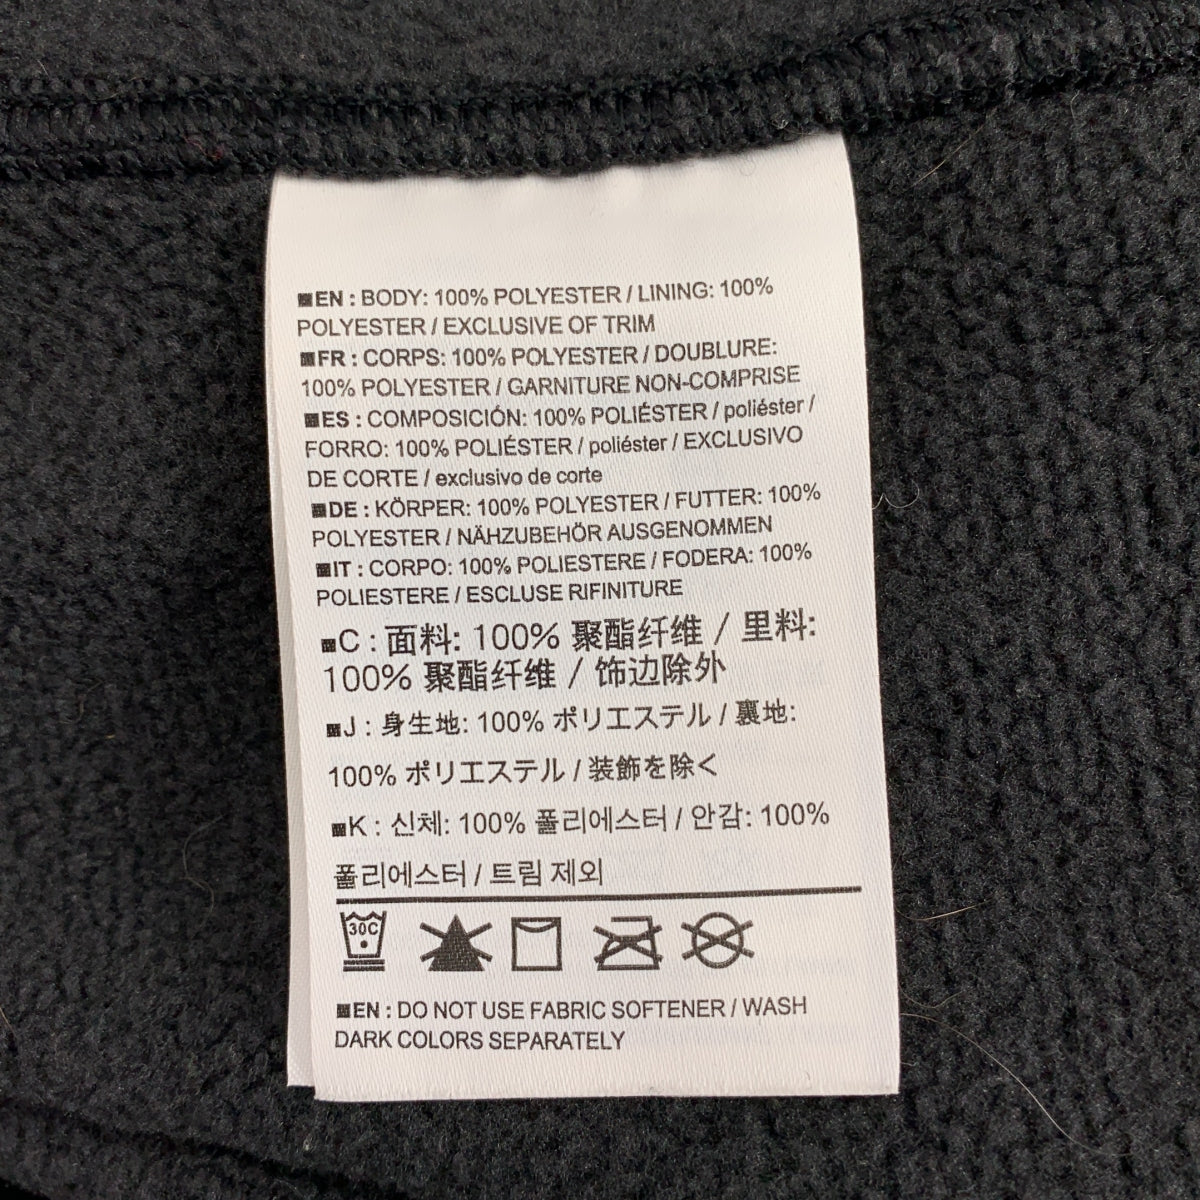 ■EN : BODY: 100% POLYESTER / LINING: 100%
POLYESTER / EXCLUSIVE OF TRIM
■FR : CORPS: 100% POLYESTER / DOUBLURE:
100% POLYESTER / GARNITURE NON-COMPRISE
■ES : COMPOSICIÓN: 100% POLIÉSTER / poliéster /
FORRO: 100% POLIÉSTER / poliéster / EXCLUSIVO
DE CORTE / exclusivo de corte
■DE : KÖRPER: 100% POLYESTER / FUTTER: 100%
POLYESTER / NÄHZUBEHÖR AUSGENOMMEN
■IT : CORPO: 100% POLIESTERE / FODERA: 100%
POLIESTERE / ESCLUSE RIFINITURE
■C : 面料: 100% 聚酯纤维 / 里料:
100% 聚酯纤维 / 饰边除外
■J : 身生地: 100% ポリエステル / 裏地:
100% ポリエステル / 装飾を除く
■K : 신체: 100% 폴리에스터 / 안감: 100%
폴리에스터 / 트림 제외
30C
■EN : DO NOT USE FABRIC SOFTENER / WASH
DARK COLORS SEPARATELY